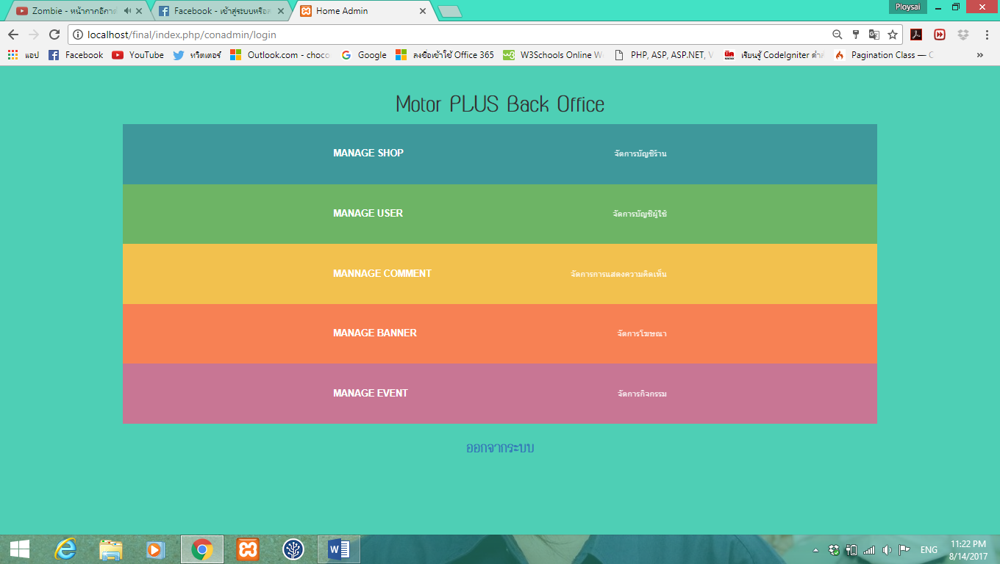 Zombie - หน้ากากอีกาดำ
Facebook - เข้าสู่ระบบหรือส
Home Admin
Ploysai
localhost/final/index.php/conadmin/login
แอป Facebook YouTube ทวิตเตอร์ Outlook.com - choco Google ลงชื่อเข้าใช้ Office 365 W3Schools Online W PHP, ASP, ASP.NET, V เรียนรู้ CodeIgniter Pagination Class — C »
Motor PLUS Back Office
MANAGE SHOP จัดการบัญชีร้าน
MANAGE USER จัดการบัญชีผู้ใช้
MANNAGE COMMENT จัดการการแสดงความคิดเห็น
MANAGE BANNER จัดการโฆษณา
MANAGE EVENT จัดการกิจกรรม
ออกจากระบบ
ENG
11:22 PM
8/14/2017